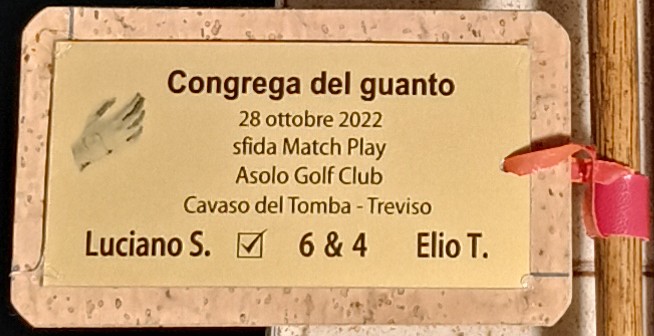 Congrega del guanto
28 ottobre 2022
sfida Match Play
Asolo Golf Club
Cavaso del Tomba - Treviso
Luciano S. ☑ 6 & 4 Elio T.